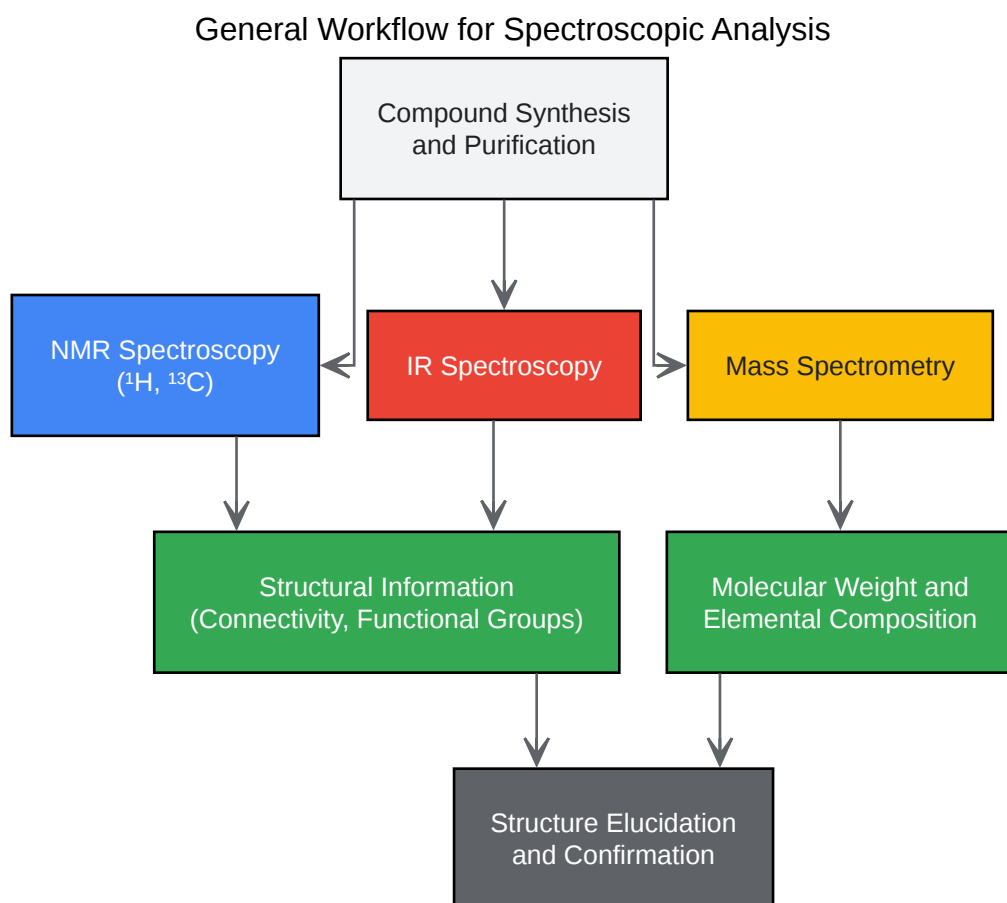 General Workflow for Spectroscopic Analysis
Compound Synthesis
and Purification
NMR Spectroscopy
(¹H, ¹³C)
IR Spectroscopy
Mass Spectrometry
Structural Information
(Connectivity, Functional Groups)
Molecular Weight and
Elemental Composition
Structure Elucidation
and Confirmation